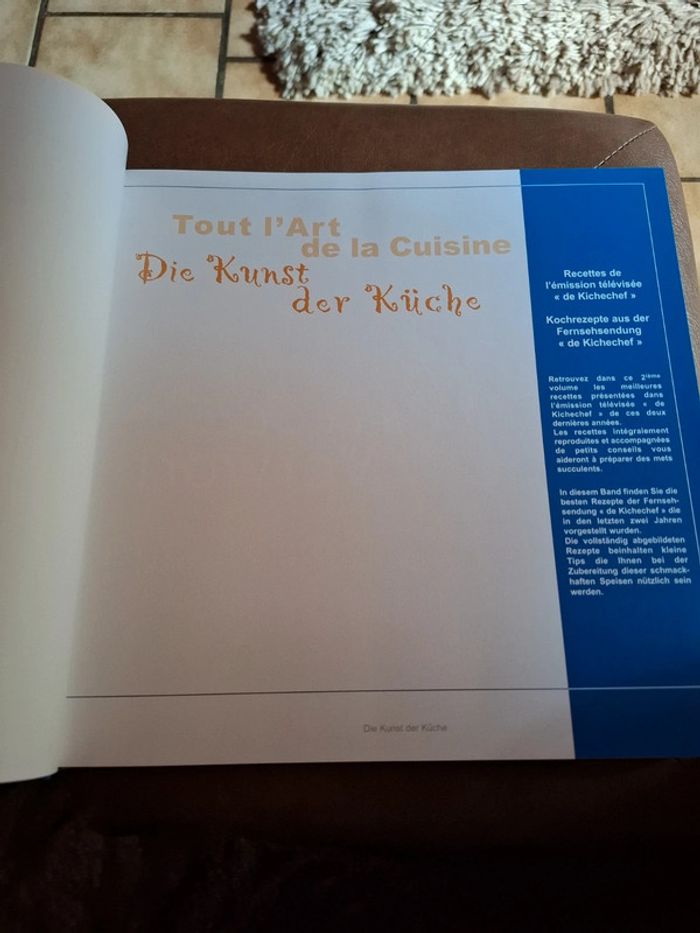 Tout l'Art
de la Cuisine
Die Kunst
der Küche
Recettes de
l'émission télévisée
« de Kichechef »
Kochrezepte aus der
Fernsehsendung
« de Kichechef »
Retrouvez dans ce 2ième
volume les meilleures
recettes présentées dans
l'émission télévisée « de
Kichechef » de ces deux
dernières années.
Les recettes intégralement
reproduites et accompagnées
de petits conseils vous
aideront à préparer des mets
succulents.
In diesem Band finden Sie die
besten Rezepte der Fernseh-
sendung « de Kichechef » die
in den letzten zwei Jahren
vorgestellt wurden.
Die vollständig abgebildeten
Rezepte beinhalten kleine
Tips die Ihnen bei der
Zubereitung dieser schmack-
haften Speisen nützlich sein
werden.
Die Kunst der Küche